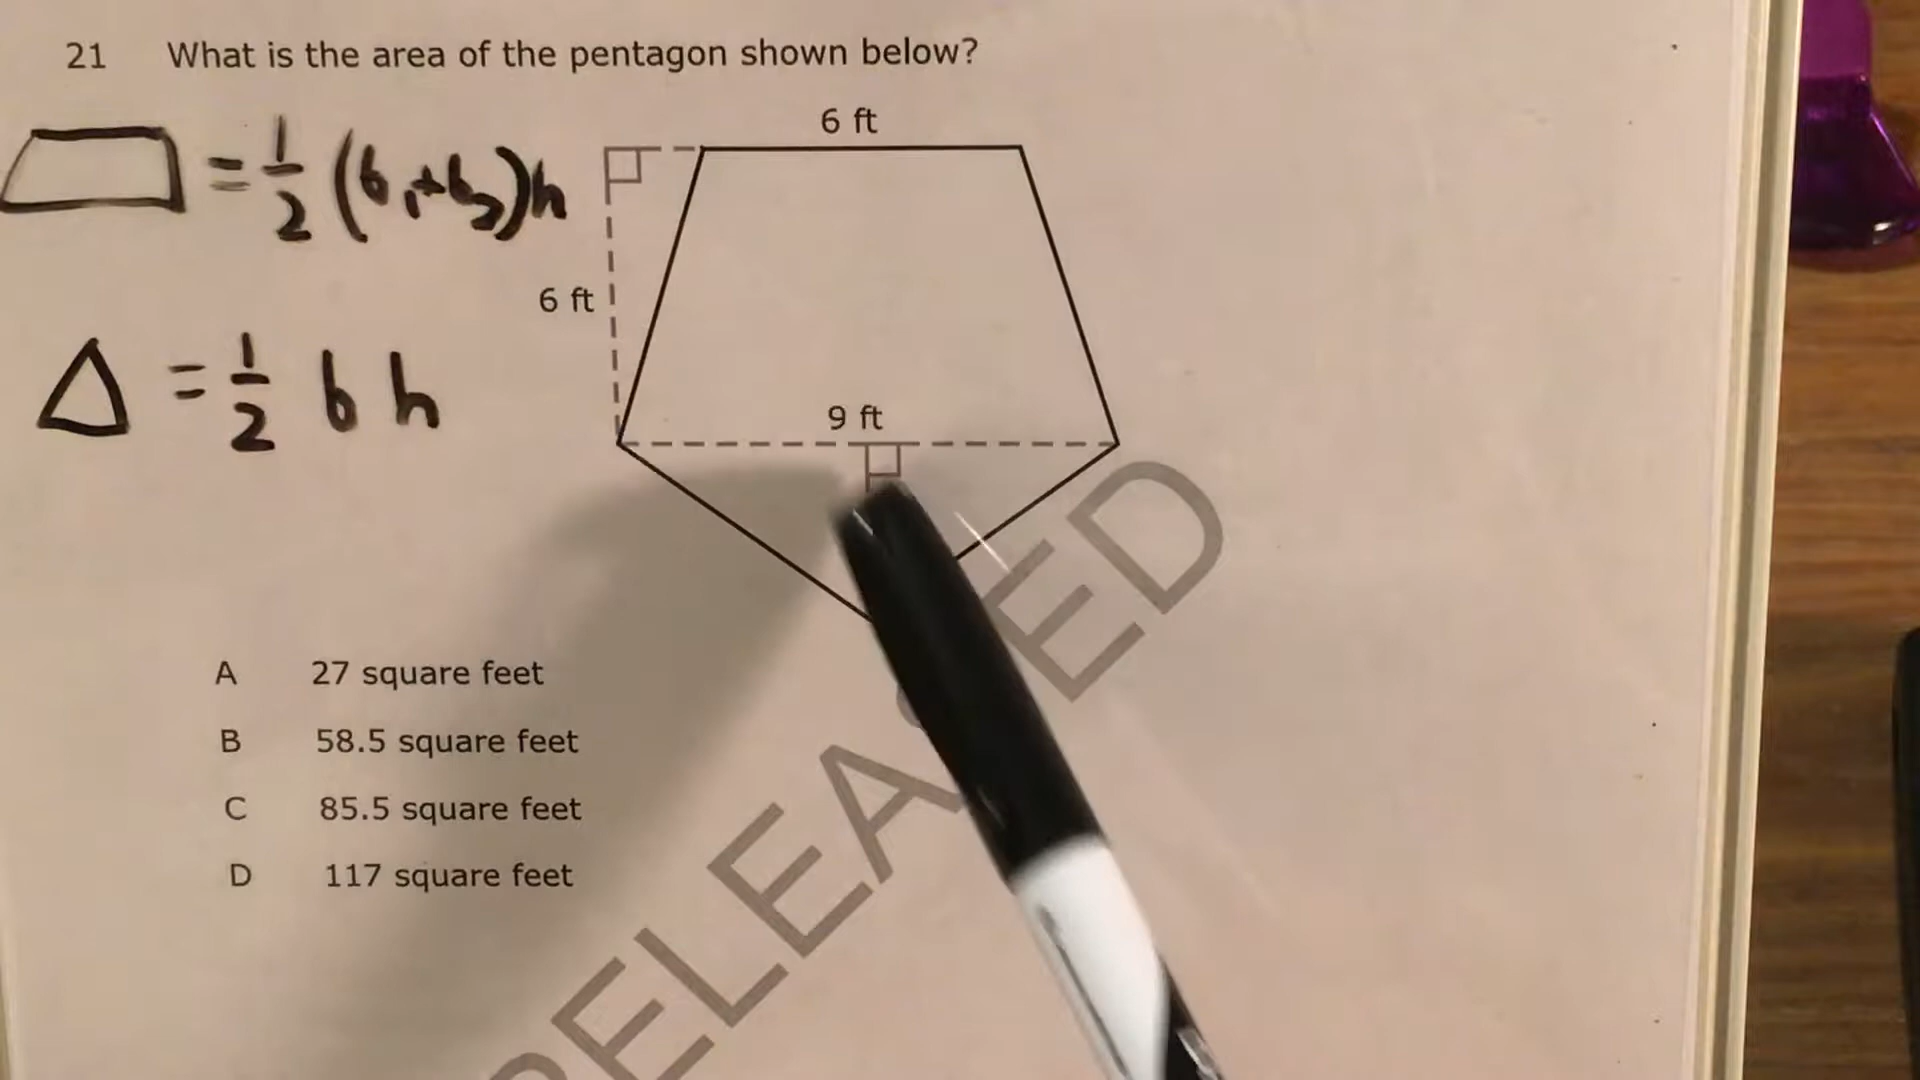 21 What is the area of the pentagon shown below?
6 ft
= 1/2 (b₁+b₂)h
6 ft
= 1/2 b h
9 ft
A 27 square feet
B 58.5 square feet
C 85.5 square feet
D 117 square feet